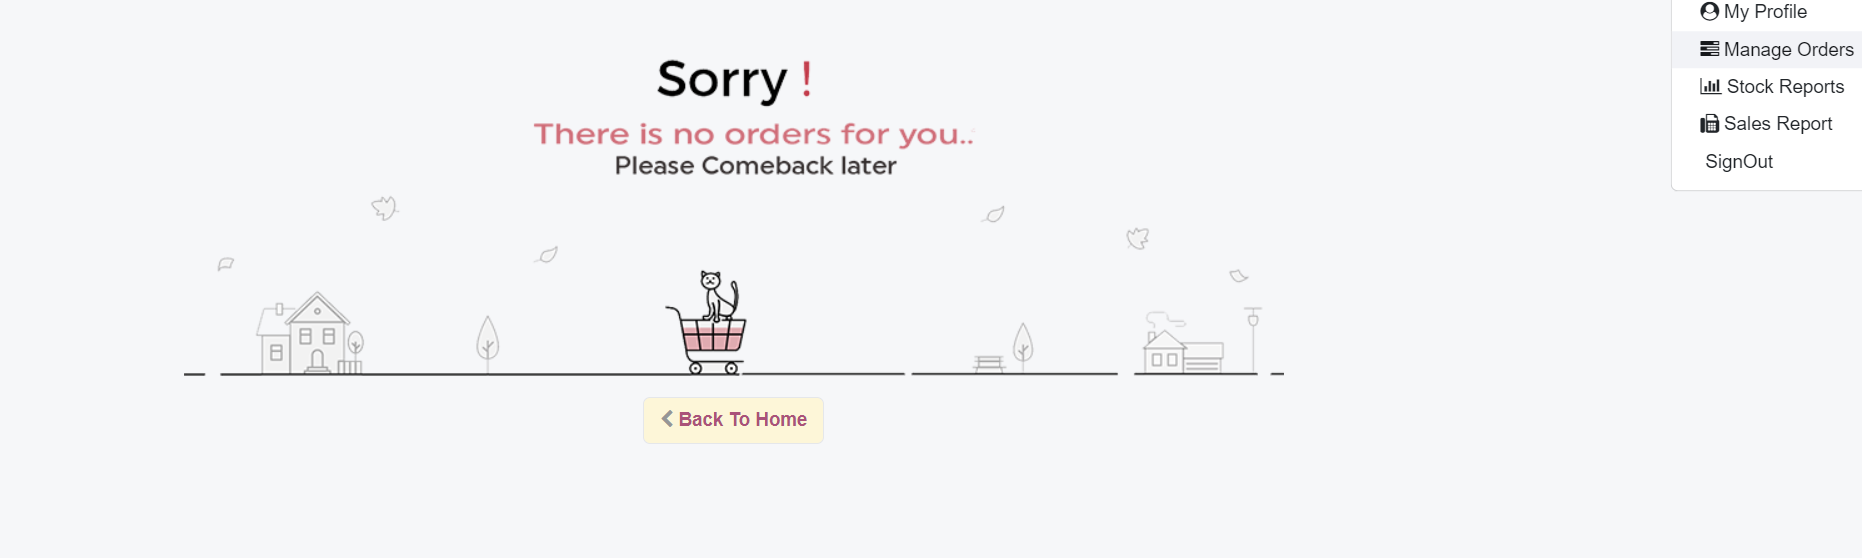 My Profile
Manage Orders
Stock Reports
Sales Report
SignOut
Sorry !
There is no orders for you..
Please Comeback later
Back To Home